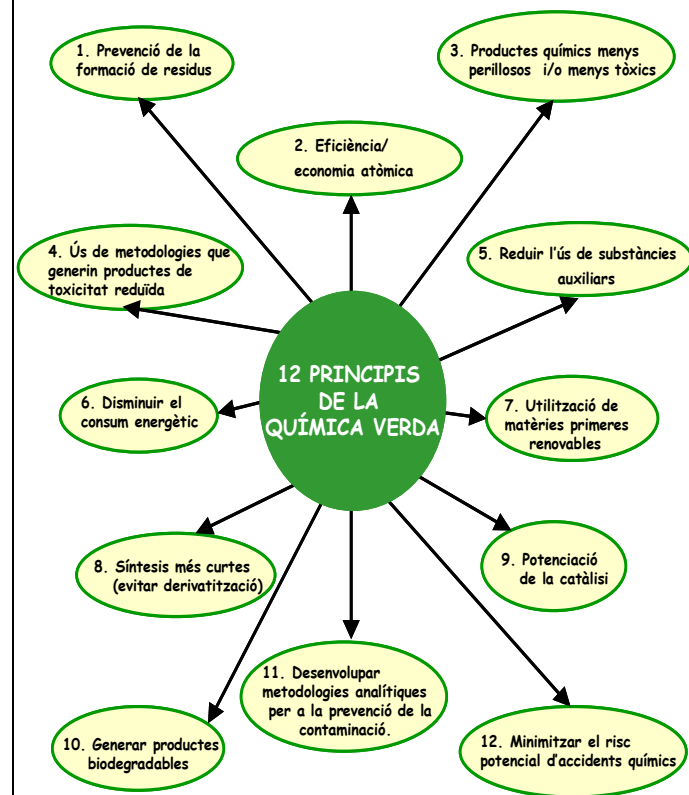 1. Prevenció de la
formació de residus
3. Productes químics menys
perillosos i/o menys tòxics
2. Eficiència/
economia atòmica
4. Ús de metodologies que
generin productes de
toxicitat reduïda
5. Reduir l'ús de substàncies
auxiliars
12 PRINCIPIS
DE LA
QUÍMICA VERDA
6. Disminuir el
consum energètic
7. Utilització de
matèries primeres
renovables
8. Síntesis més curtes
(evitar derivatització)
9. Potenciació
de la catàlisi
11. Desenvolupar
metodologies analítiques
per a la prevenció de la
contaminació.
10. Generar productes
biodegradables
12. Minimitzar el risc
potencial d'accidents químics